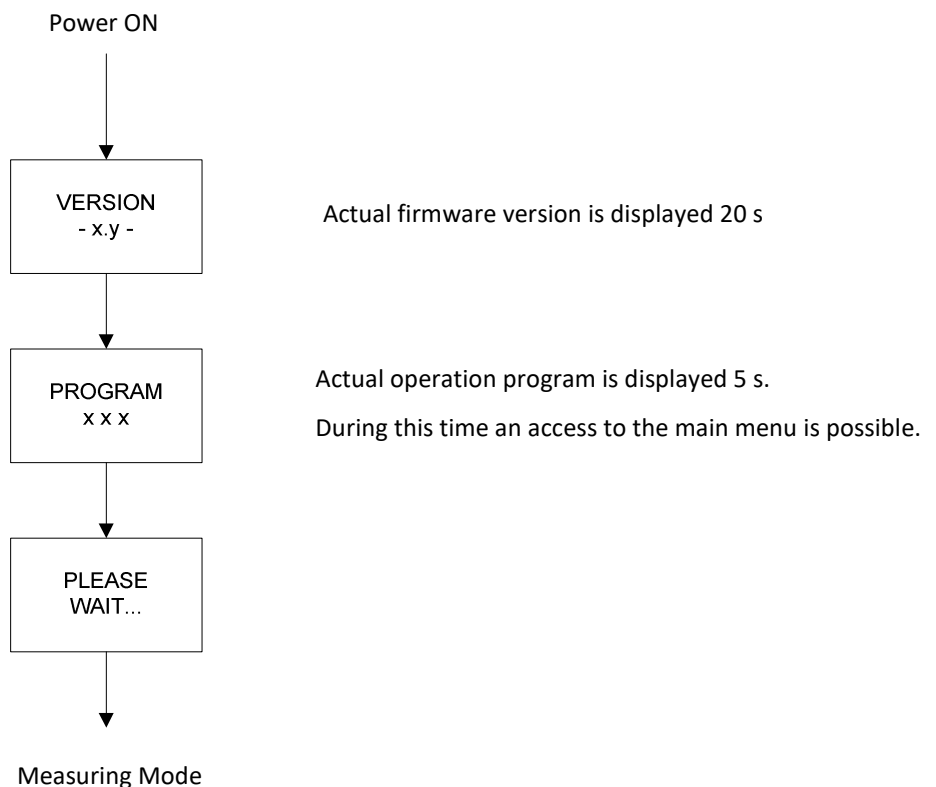 Power ON
VERSION
- x.y -
Actual firmware version is displayed 20 s
PROGRAM
x x x
Actual operation program is displayed 5 s.
During this time an access to the main menu is possible.
PLEASE
WAIT...
Measuring Mode